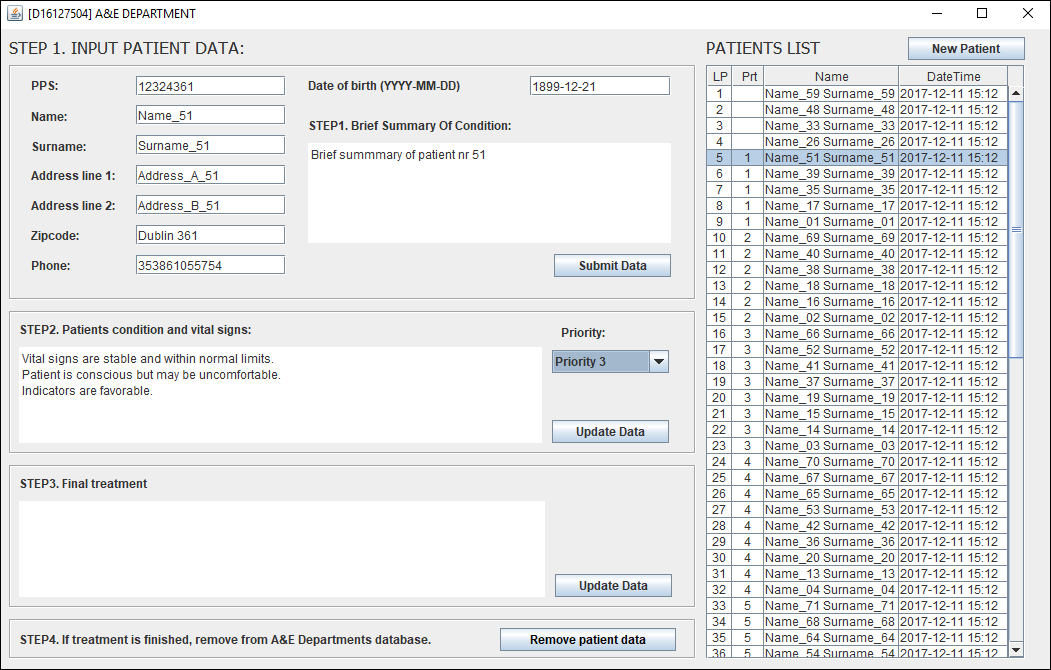 [D16127504] A&E DEPARTMENT
STEP 1. INPUT PATIENT DATA:
PPS: 12324361
Name: Name_51
Surname: Surname_51
Address line 1: Address_A_51
Address line 2: Address_B_51
Zipcode: Dublin 361
Phone: 353861055754
Date of birth (YYYY-MM-DD) 1899-12-21
STEP1. Brief Summary Of Condition:
Brief summmary of patient nr 51
Submit Data
STEP2. Patients condition and vital signs:
Vital signs are stable and within normal limits.
Patient is conscious but may be uncomfortable.
Indicators are favorable.
Priority:
Priority 3
Update Data
STEP3. Final treatment
Update Data
STEP4. If treatment is finished, remove from A&E Departments database.
Remove patient data
PATIENTS LIST
New Patient
LP Prt Name DateTime
1 Name_59 Surname_59 2017-12-11 15:12
2 Name_48 Surname_48 2017-12-11 15:12
3 Name_33 Surname_33 2017-12-11 15:12
4 Name_26 Surname_26 2017-12-11 15:12
5 1 Name_51 Surname_51 2017-12-11 15:12
6 1 Name_39 Surname_39 2017-12-11 15:12
7 1 Name_35 Surname_35 2017-12-11 15:12
8 1 Name_17 Surname_17 2017-12-11 15:12
9 1 Name_01 Surname_01 2017-12-11 15:12
10 2 Name_69 Surname_69 2017-12-11 15:12
11 2 Name_40 Surname_40 2017-12-11 15:12
12 2 Name_38 Surname_38 2017-12-11 15:12
13 2 Name_18 Surname_18 2017-12-11 15:12
14 2 Name_16 Surname_16 2017-12-11 15:12
15 2 Name_02 Surname_02 2017-12-11 15:12
16 3 Name_66 Surname_66 2017-12-11 15:12
17 3 Name_52 Surname_52 2017-12-11 15:12
18 3 Name_41 Surname_41 2017-12-11 15:12
19 3 Name_37 Surname_37 2017-12-11 15:12
20 3 Name_19 Surname_19 2017-12-11 15:12
21 3 Name_15 Surname_15 2017-12-11 15:12
22 3 Name_14 Surname_14 2017-12-11 15:12
23 3 Name_03 Surname_03 2017-12-11 15:12
24 4 Name_70 Surname_70 2017-12-11 15:12
25 4 Name_67 Surname_67 2017-12-11 15:12
26 4 Name_65 Surname_65 2017-12-11 15:12
27 4 Name_53 Surname_53 2017-12-11 15:12
28 4 Name_42 Surname_42 2017-12-11 15:12
29 4 Name_36 Surname_36 2017-12-11 15:12
30 4 Name_20 Surname_20 2017-12-11 15:12
31 4 Name_13 Surname_13 2017-12-11 15:12
32 4 Name_04 Surname_04 2017-12-11 15:12
33 5 Name_71 Surname_71 2017-12-11 15:12
34 5 Name_68 Surname_68 2017-12-11 15:12
35 5 Name_64 Surname_64 2017-12-11 15:12
36 5 Name_54 Surname_54 2017-12-11 15:12